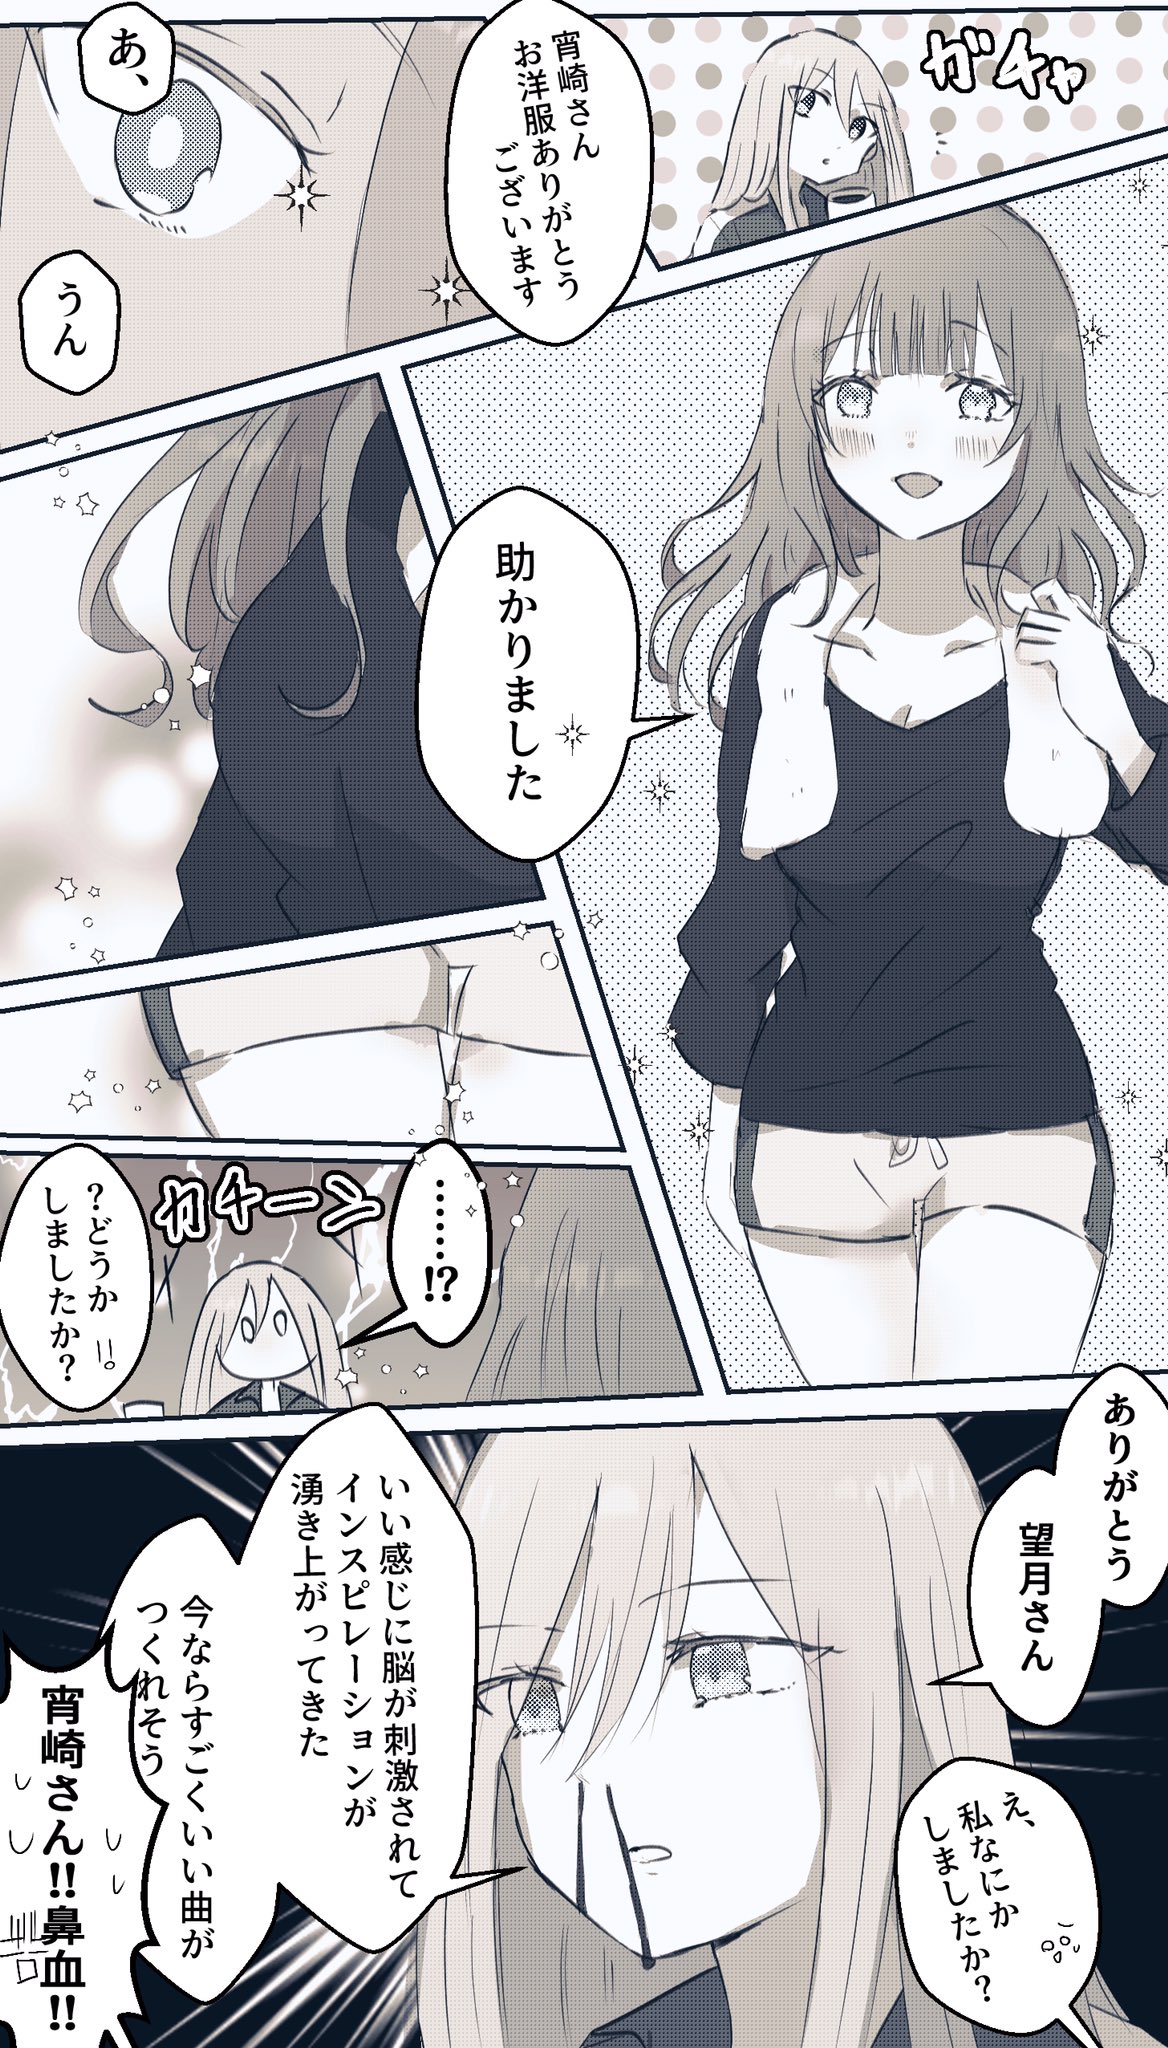 ガチャ
宵崎さん
お洋服ありがとう
ございます
あ、
うん
助かりました
………!?
ガチーン
?どうか
しましたか?
ありがとう
望月さん
え、
私なにか
しましたか?
いい感じに脳が刺激されて
インスピレーションが
湧き上がってきた
今ならすごくいい曲が
つくれそう
宵崎さん!!鼻血!!